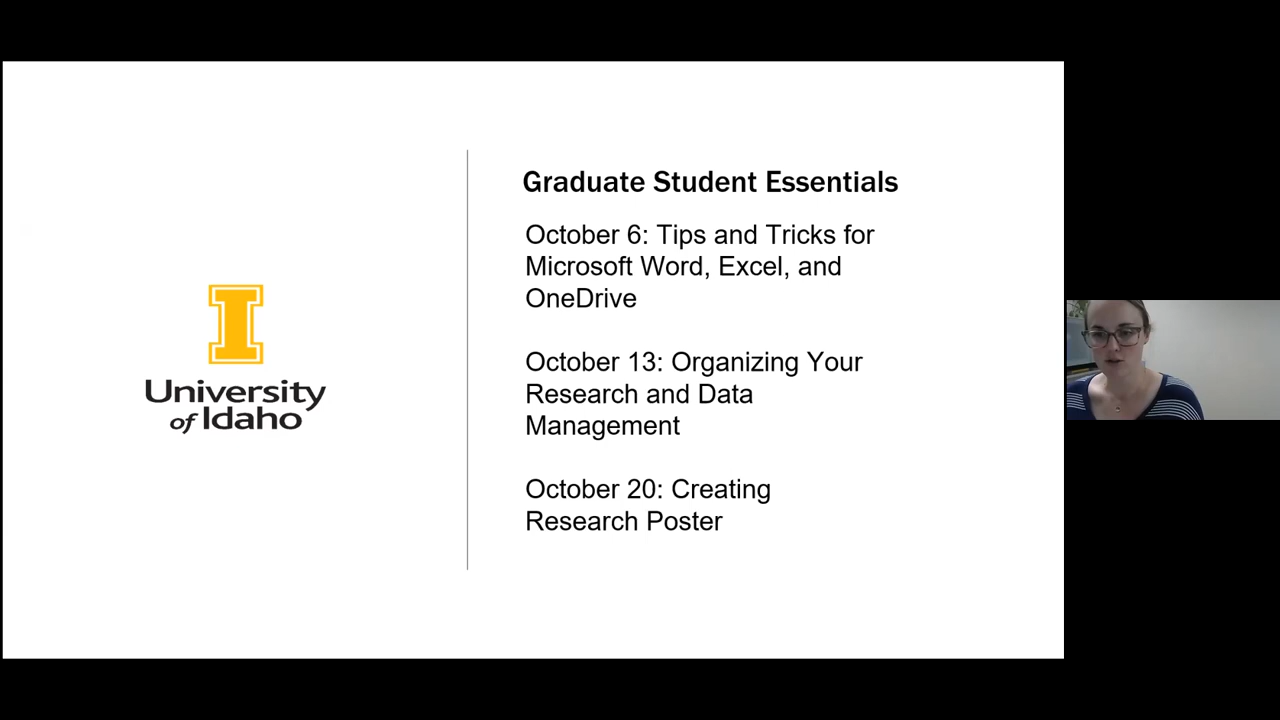 Graduate Student Essentials
October 6: Tips and Tricks for
Microsoft Word, Excel, and
OneDrive
October 13: Organizing Your
Research and Data
Management
October 20: Creating
Research Poster
I
University
of Idaho